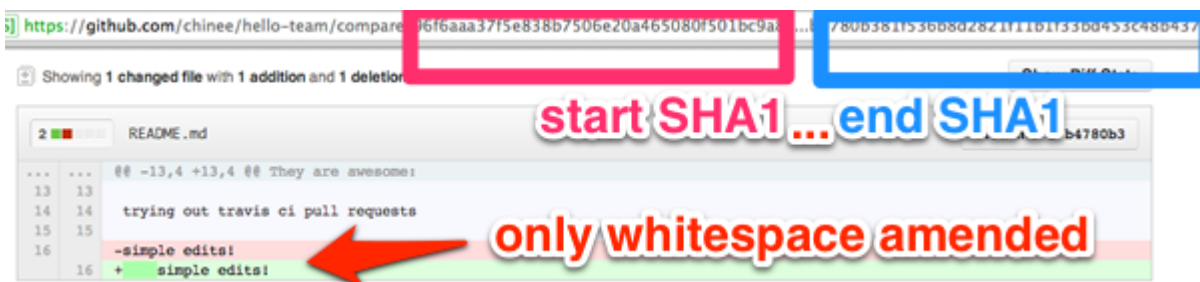 https://github.com/chinee/hello-team/compare
Showing 1 changed file with 1 addition and 1 deletion
start SHA1 ... end SHA1
2 README.md b4780b3
... ... @@ -13,4 +13,4 @@ They are awesome:
13 13
14 14 trying out travis ci pull requests
15 15
16 -simple edits!
16 + simple edits!
only whitespace amended